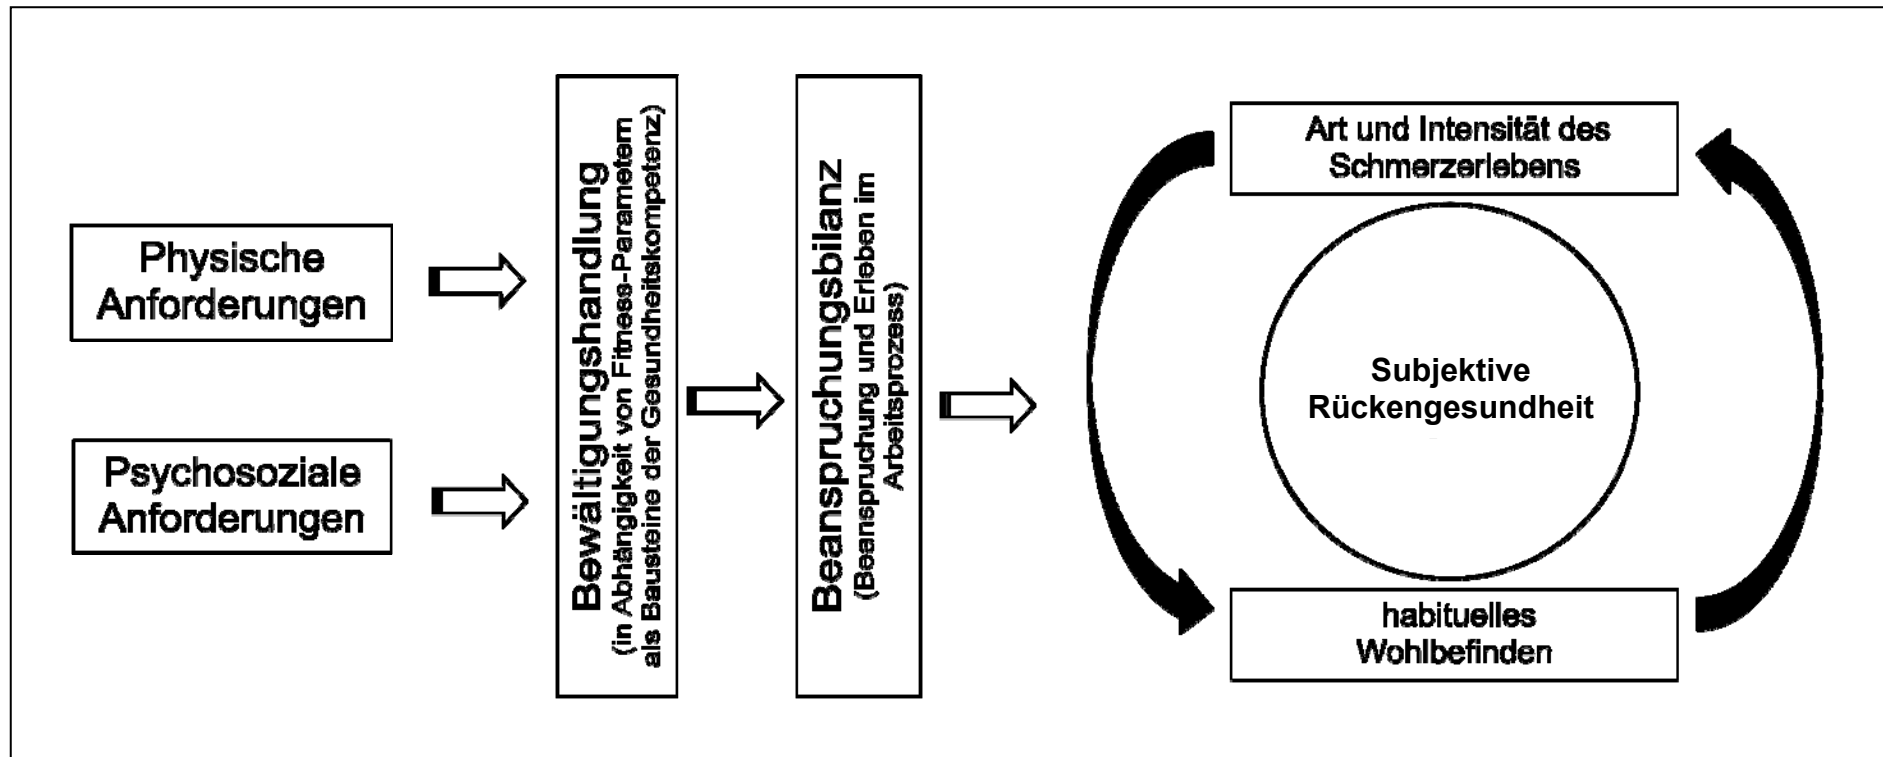 Physische
Anforderungen
Psychosoziale
Anforderungen
Bewältigungshandlung
(in Abhängigkeit von Fitness-Parametern
als Bausteine der Gesundheitskompetenz)
Beanspruchungsbilanz
(Beanspruchung und Erleben im
Arbeitsprozess)
Art und Intensität des
Schmerzerlebens
Subjektive
Rückengesundheit
habituelles
Wohlbefinden